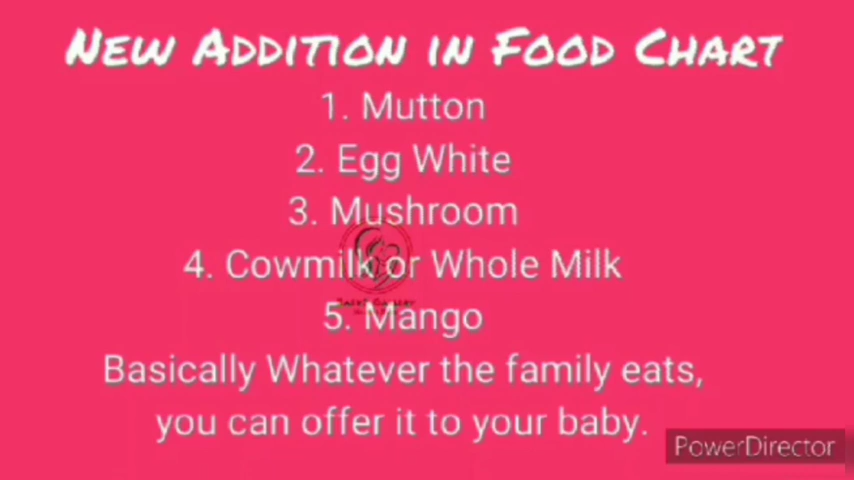 New Addition in Food Chart
1. Mutton
2. Egg White
3. Mushroom
4. Cowmilk or Whole Milk
5. Mango
Basically Whatever the family eats,
you can offer it to your baby.
PowerDirector